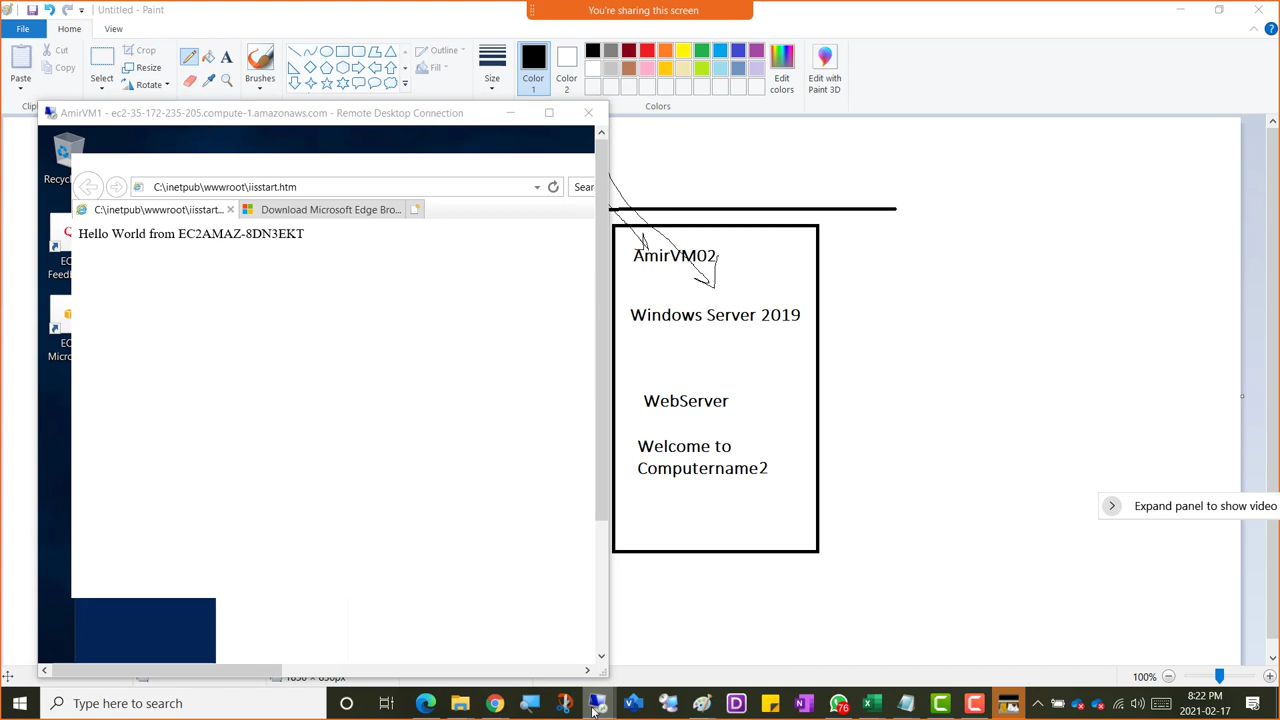 Untitled - Paint
You're sharing this screen
File
Home
View
Paste
Cut
Copy
Select
Crop
Resize
Rotate
Brushes
Outline
Fill
Size
Color 1
Color 2
Edit colors
Edit with Paint 3D
Colors
AmirVM1 - ec2-35-172-235-205.compute-1.amazonaws.com - Remote Desktop Connection
C:\inetpub\wwwroot\iisstart.htm
C:\inetpub\wwwroot\iisstart...
Download Microsoft Edge Bro...
Hello World from EC2AMAZ-8DN3EKT
AmirVM02
Windows Server 2019
WebServer
Welcome to
Computername2
Expand panel to show video
100%
Type here to search
76
8:22 PM
2021-02-17